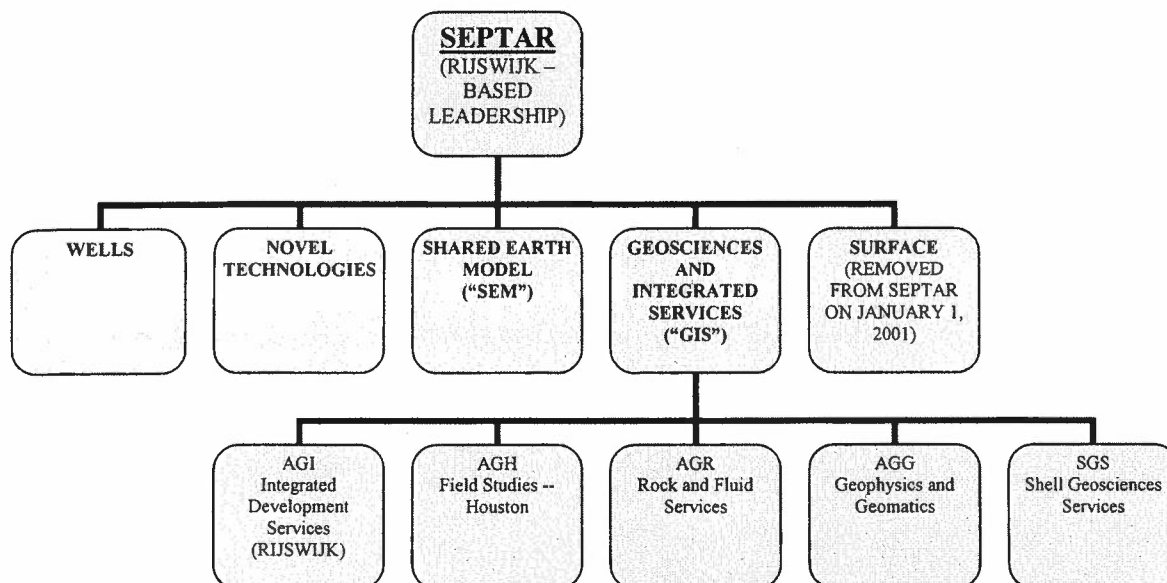 SEPTAR
(RIJSWIJK –
BASED
LEADERSHIP)
WELLS
NOVEL
TECHNOLOGIES
SHARED EARTH
MODEL
("SEM")
GEOSCIENCES
AND
INTEGRATED
SERVICES
("GIS")
SURFACE
(REMOVED
FROM SEPTAR
ON JANUARY 1,
2001)
AGI
Integrated
Development
Services
(RIJSWIJK)
AGH
Field Studies --
Houston
AGR
Rock and Fluid
Services
AGG
Geophysics and
Geomatics
SGS
Shell Geosciences
Services